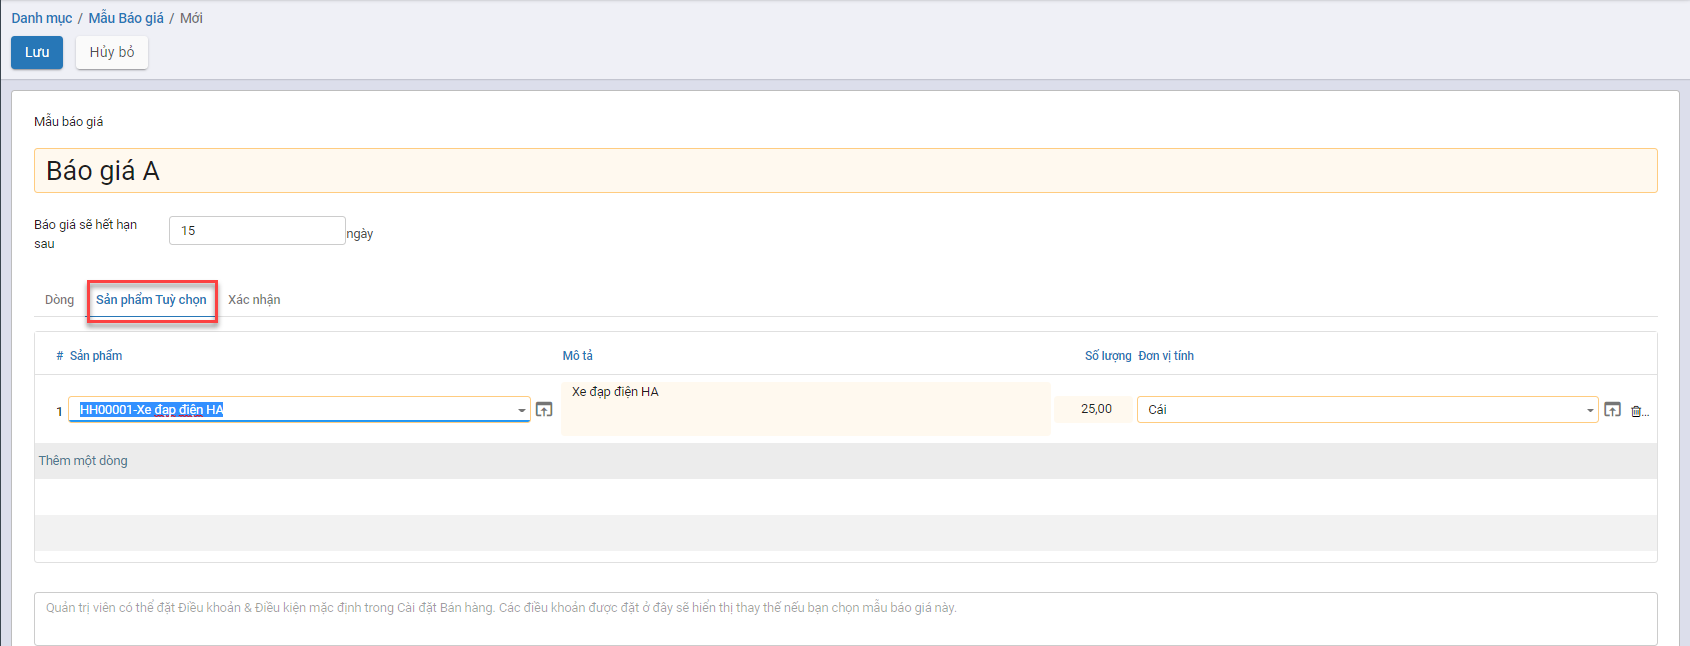 Danh mục / Mẫu Báo giá / Mới
Lưu Hủy bỏ
Mẫu báo giá
Báo giá A
Báo giá sẽ hết hạn
sau
15 ngày
Dòng Sản phẩm Tuỳ chọn Xác nhận
# Sản phẩm Mô tả Số lượng Đơn vị tính
1 HH00001-Xe đạp điện HA Xe đạp điện HA 25,00 Cái ...
Thêm một dòng
Quản trị viên có thể đặt Điều khoản & Điều kiện mặc định trong Cài đặt Bán hàng. Các điều khoản được đặt ở đây sẽ hiển thị thay thế nếu bạn chọn mẫu báo giá này.